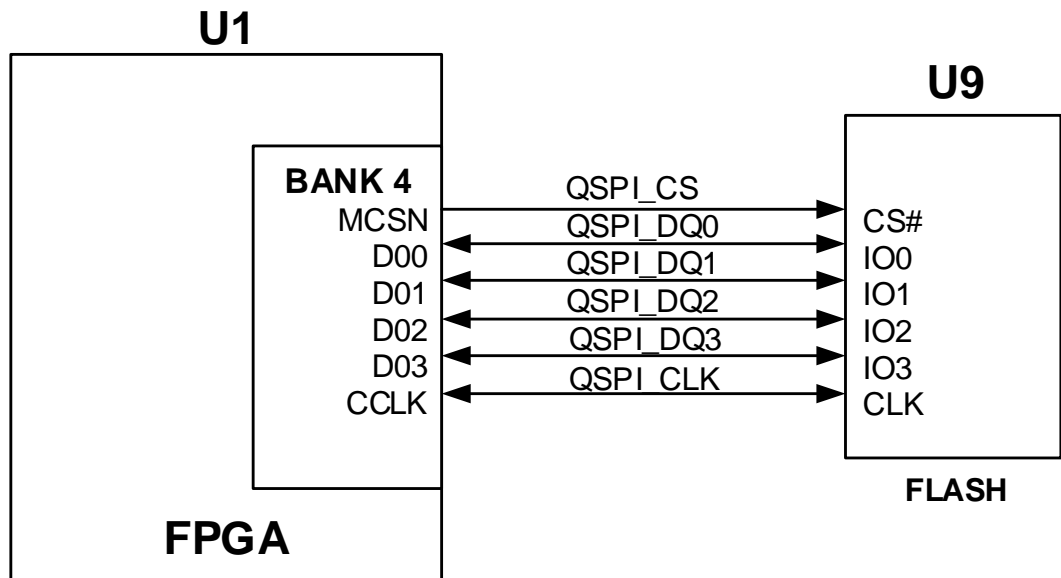 U1
U9
BANK 4
MCSN
D00
D01
D02
D03
CCLK
QSPI_CS
QSPI_DQ0
QSPI_DQ1
QSPI_DQ2
QSPI_DQ3
QSPI_CLK
CS#
IO0
IO1
IO2
IO3
CLK
FLASH
FPGA